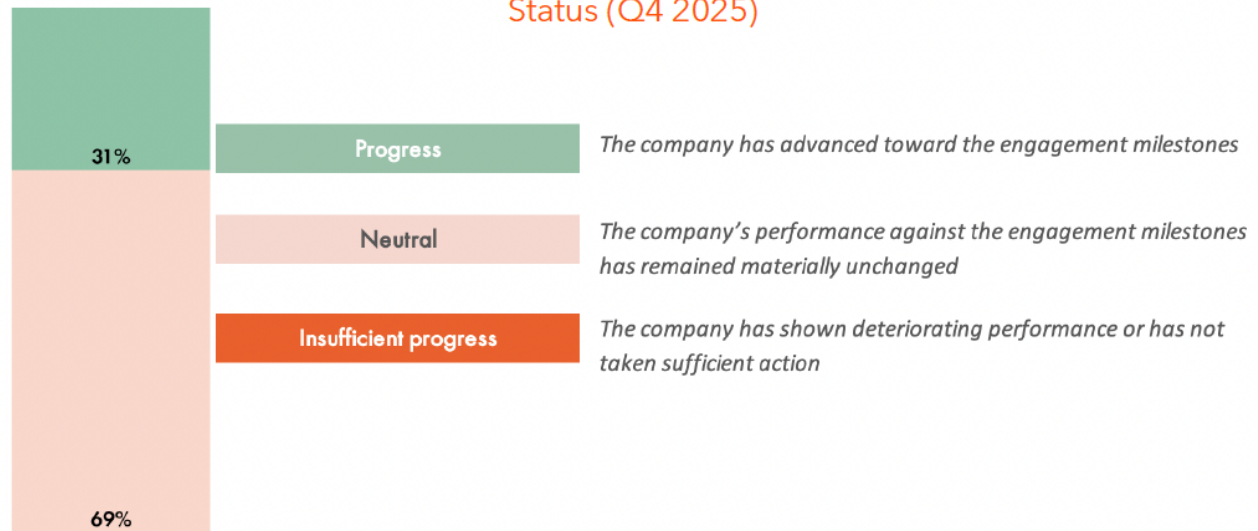 Status (Q4 2025)
31%
Progress
The company has advanced toward the engagement milestones
Neutral
The company’s performance against the engagement milestones
has remained materially unchanged
Insufficient progress
The company has shown deteriorating performance or has not
taken sufficient action
69%